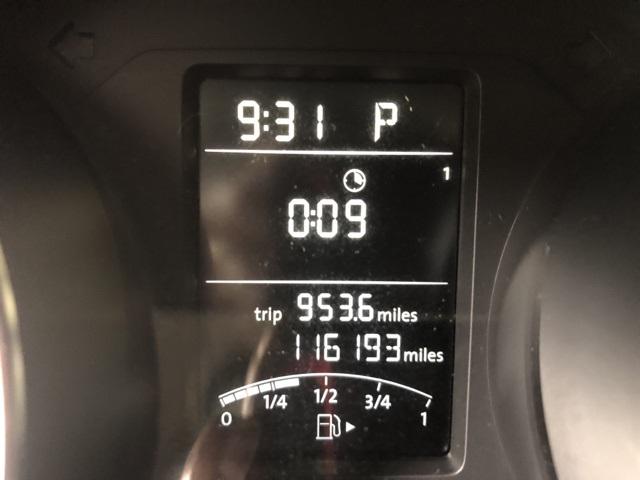 9:31 P
1
0:09
trip 953.6 miles
116193 miles
0 1/4 1/2 3/4 1